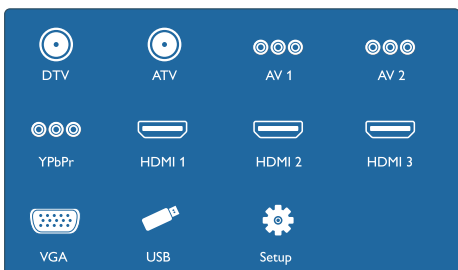 DTV ATV AV 1 AV 2
YPbPr HDMI 1 HDMI 2 HDMI 3
VGA USB Setup